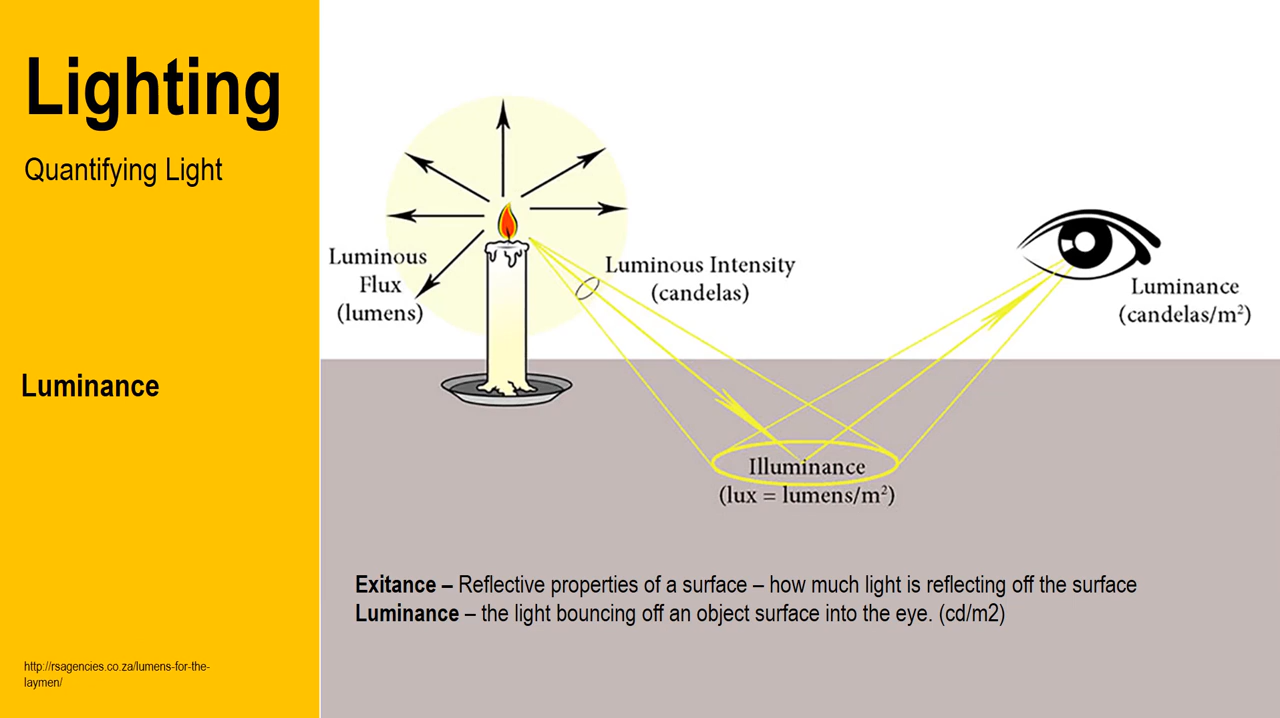 Lighting
Quantifying Light
Luminance
http://rsagencies.co.za/lumens-for-the-
laymen/
Luminous
Flux
(lumens)
Luminous Intensity
(candelas)
Luminance
(candelas/m²)
Illuminance
(lux = lumens/m²)
Exitance – Reflective properties of a surface – how much light is reflecting off the surface
Luminance – the light bouncing off an object surface into the eye. (cd/m2)